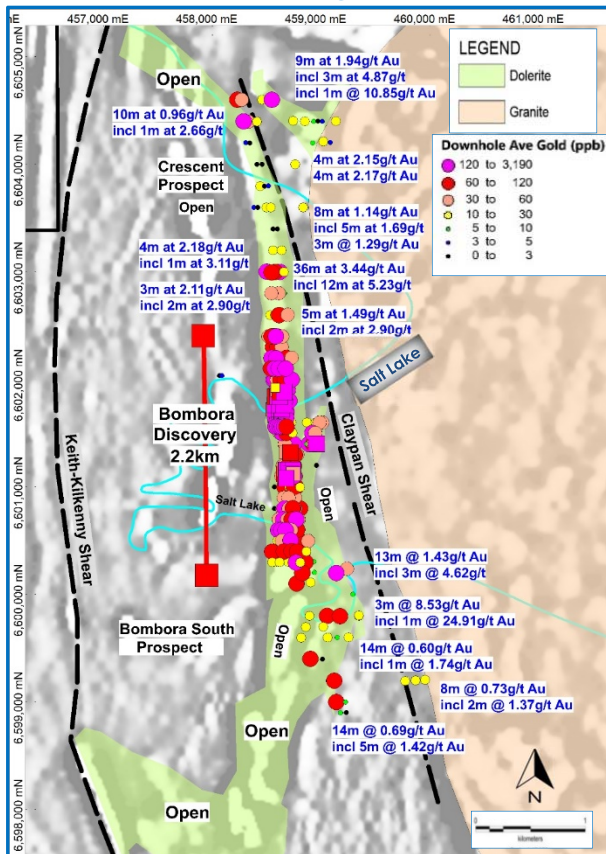 457,000 mE
458,000 mE
459,000 mE
460,000 mE
461,000 mE
6,605,000 mN
6,604,000 mN
6,603,000 mN
6,602,000 mN
6,601,000 mN
6,600,000 mN
6,599,000 mN
6,598,000 mN
LEGEND
Dolerite
Granite
Downhole Ave Gold (ppb)
120 to 3,190
60 to 120
30 to 60
10 to 30
5 to 10
3 to 5
0 to 3
Open
9m at 1.94g/t Au
incl 3m at 4.87g/t
incl 1m @ 10.85g/t
10m at 0.96g/t Au
incl 1m at 2.66g/t
Crescent
Prospect
Open
4m at 2.15g/t Au
4m at 2.17g/t Au
8m at 1.14g/t Au
incl 5m at 1.69g/t
3m @ 1.29g/t Au
4m at 2.18g/t Au
incl 1m at 3.11g/t
36m at 3.44g/t Au
incl 12m at 5.23g/t
3m at 2.11g/t Au
incl 2m at 2.90g/t
5m at 1.49g/t Au
incl 2m at 2.90g/t
Salt Lake
Bombora
Discovery
2.2km
Claypan Shear
Keith-Kilkenny Shear
Salt Lake
Open
13m @ 1.43g/t Au
incl 3m @ 4.62g/t
3m @ 8.53g/t Au
incl 1m @ 24.91g/t Au
Bombora South
Prospect
Open
14m @ 0.60g/t Au
incl 1m @ 1.74g/t Au
8m @ 0.73g/t Au
incl 2m @ 1.37g/t Au
14m @ 0.69g/t Au
incl 5m @ 1.42g/t Au
Open
Open
N
0
1
kilometers